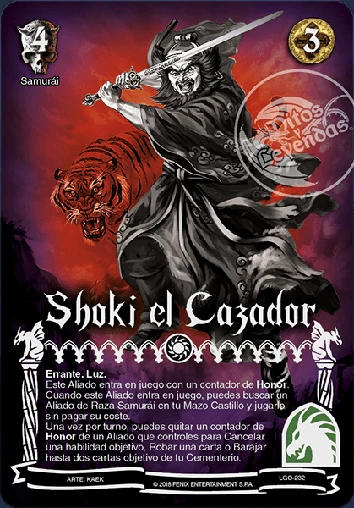 4
3
Samurái
Mitos y Leyendas
Shoki el Cazador
Errante. Luz.
Este Aliado entra en juego con un contador de Honor.
Cuando este Aliado entra en juego, puedes buscar un
Aliado de Raza Samurái en tu Mazo Castillo y jugarlo
sin pagar su coste.
Una vez por turno, puedes quitar un contador de
Honor de un Aliado que controles para Cancelar
una habilidad objetivo, Robar una carta o Barajar
hasta dos cartas objetivo de tu Cementerio.
ARTE: KAEK
© 2018 FENIX ENTERTAINMENT S.P.A.